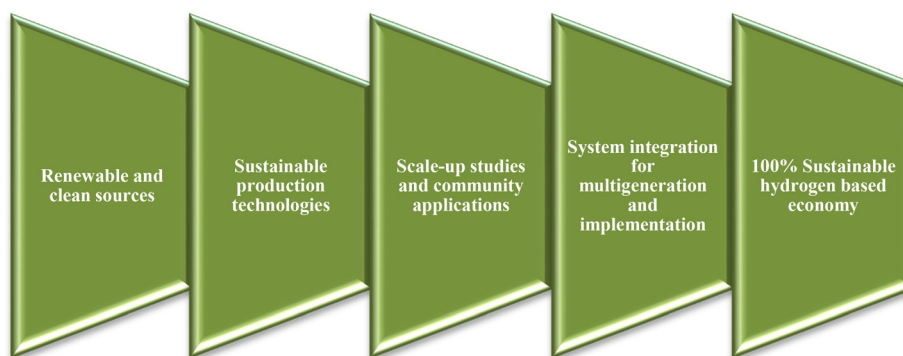 Renewable and
clean sources
Sustainable
production
technologies
Scale-up studies
and community
applications
System integration
for
multigeneration
and
implementation
100% Sustainable
hydrogen based
economy